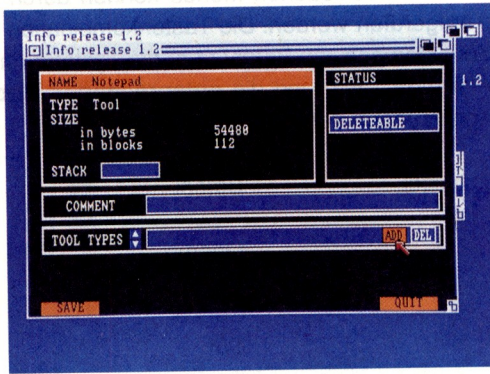 Info release 1.2
Info release 1.2
NAME Notepad
STATUS
1.2
TYPE Tool
SIZE
in bytes 54480
in blocks 112
DELETEABLE
STACK
COMMENT
TOOL TYPES ADD DEL
SAVE QUIT